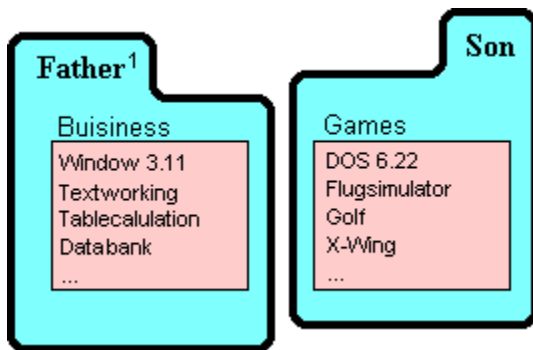 Father¹
Buisiness
Window 3.11
Textworking
Tablecalulation
Databank
...
Son
Games
DOS 6.22
Flugsimulator
Golf
X-Wing
...